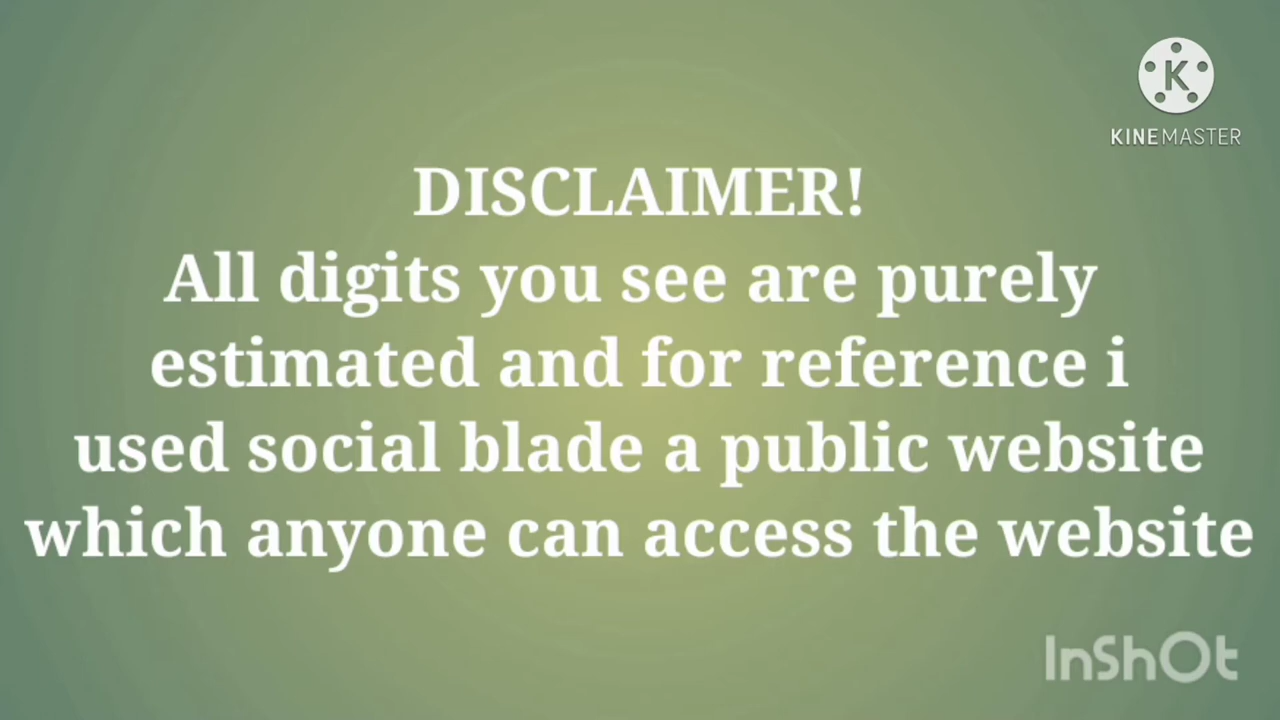 K
KINEMASTER
DISCLAIMER!
All digits you see are purely
estimated and for reference i
used social blade a public website
which anyone can access the website
InShOt